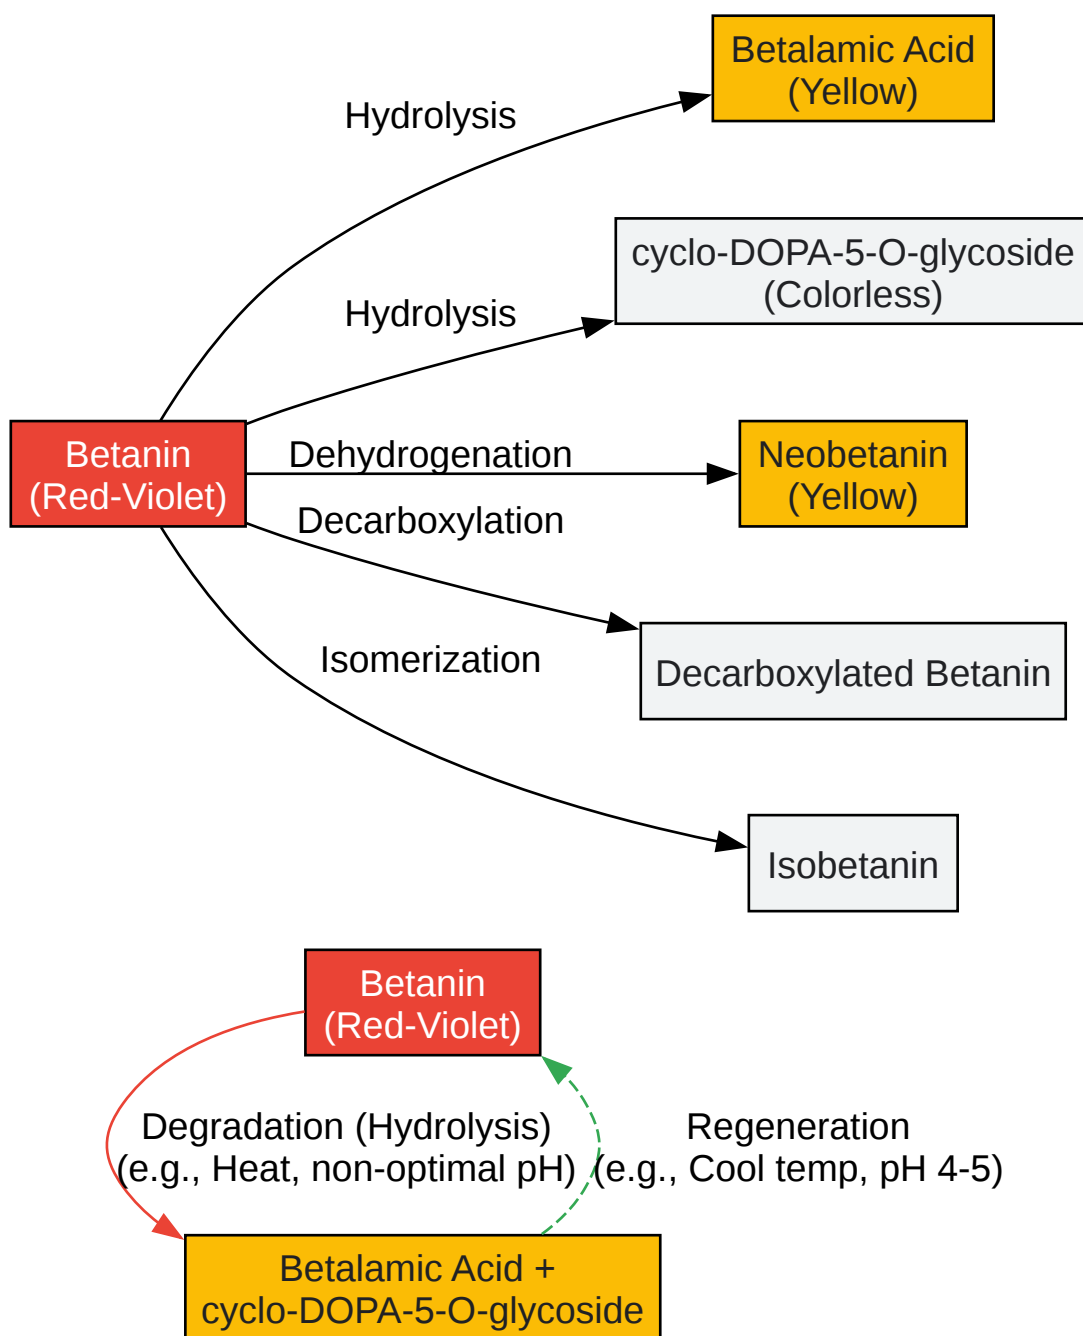 Betalamic Acid
(Yellow)
Hydrolysis
cyclo-DOPA-5-O-glycoside
(Colorless)
Hydrolysis
Betanin
(Red-Violet)
Dehydrogenation
Neobetanin
(Yellow)
Decarboxylation
Decarboxylated Betanin
Isomerization
Isobetanin
Betanin
(Red-Violet)
Degradation (Hydrolysis)
(e.g., Heat, non-optimal pH)
Regeneration
(e.g., Cool temp, pH 4-5)
Betalamic Acid +
cyclo-DOPA-5-O-glycoside